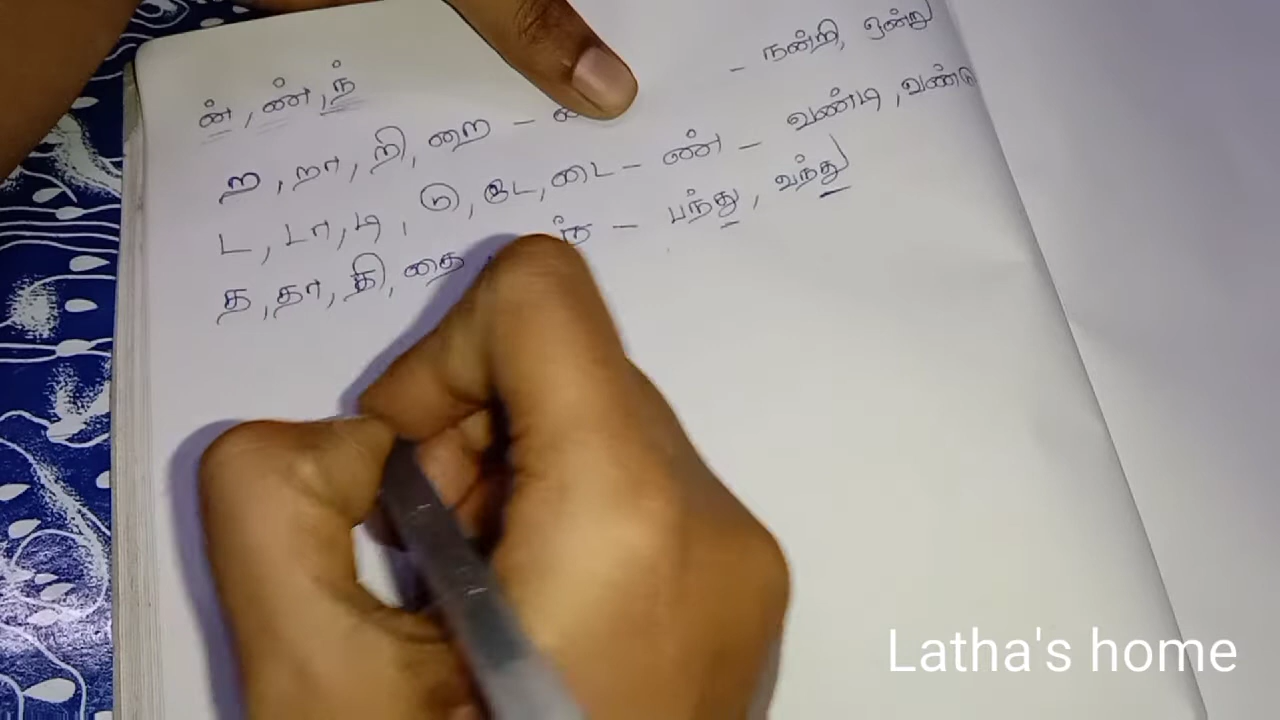 ன், ண், ந்
ற, றா, றி, றை - - நன்றி, ஒன்று
ட, டா, டி, டு, டே, டை - ண் - வண்டி, வண்டு
த, தா, தி, தை, ந் - பந்து, வந்து
Latha's home